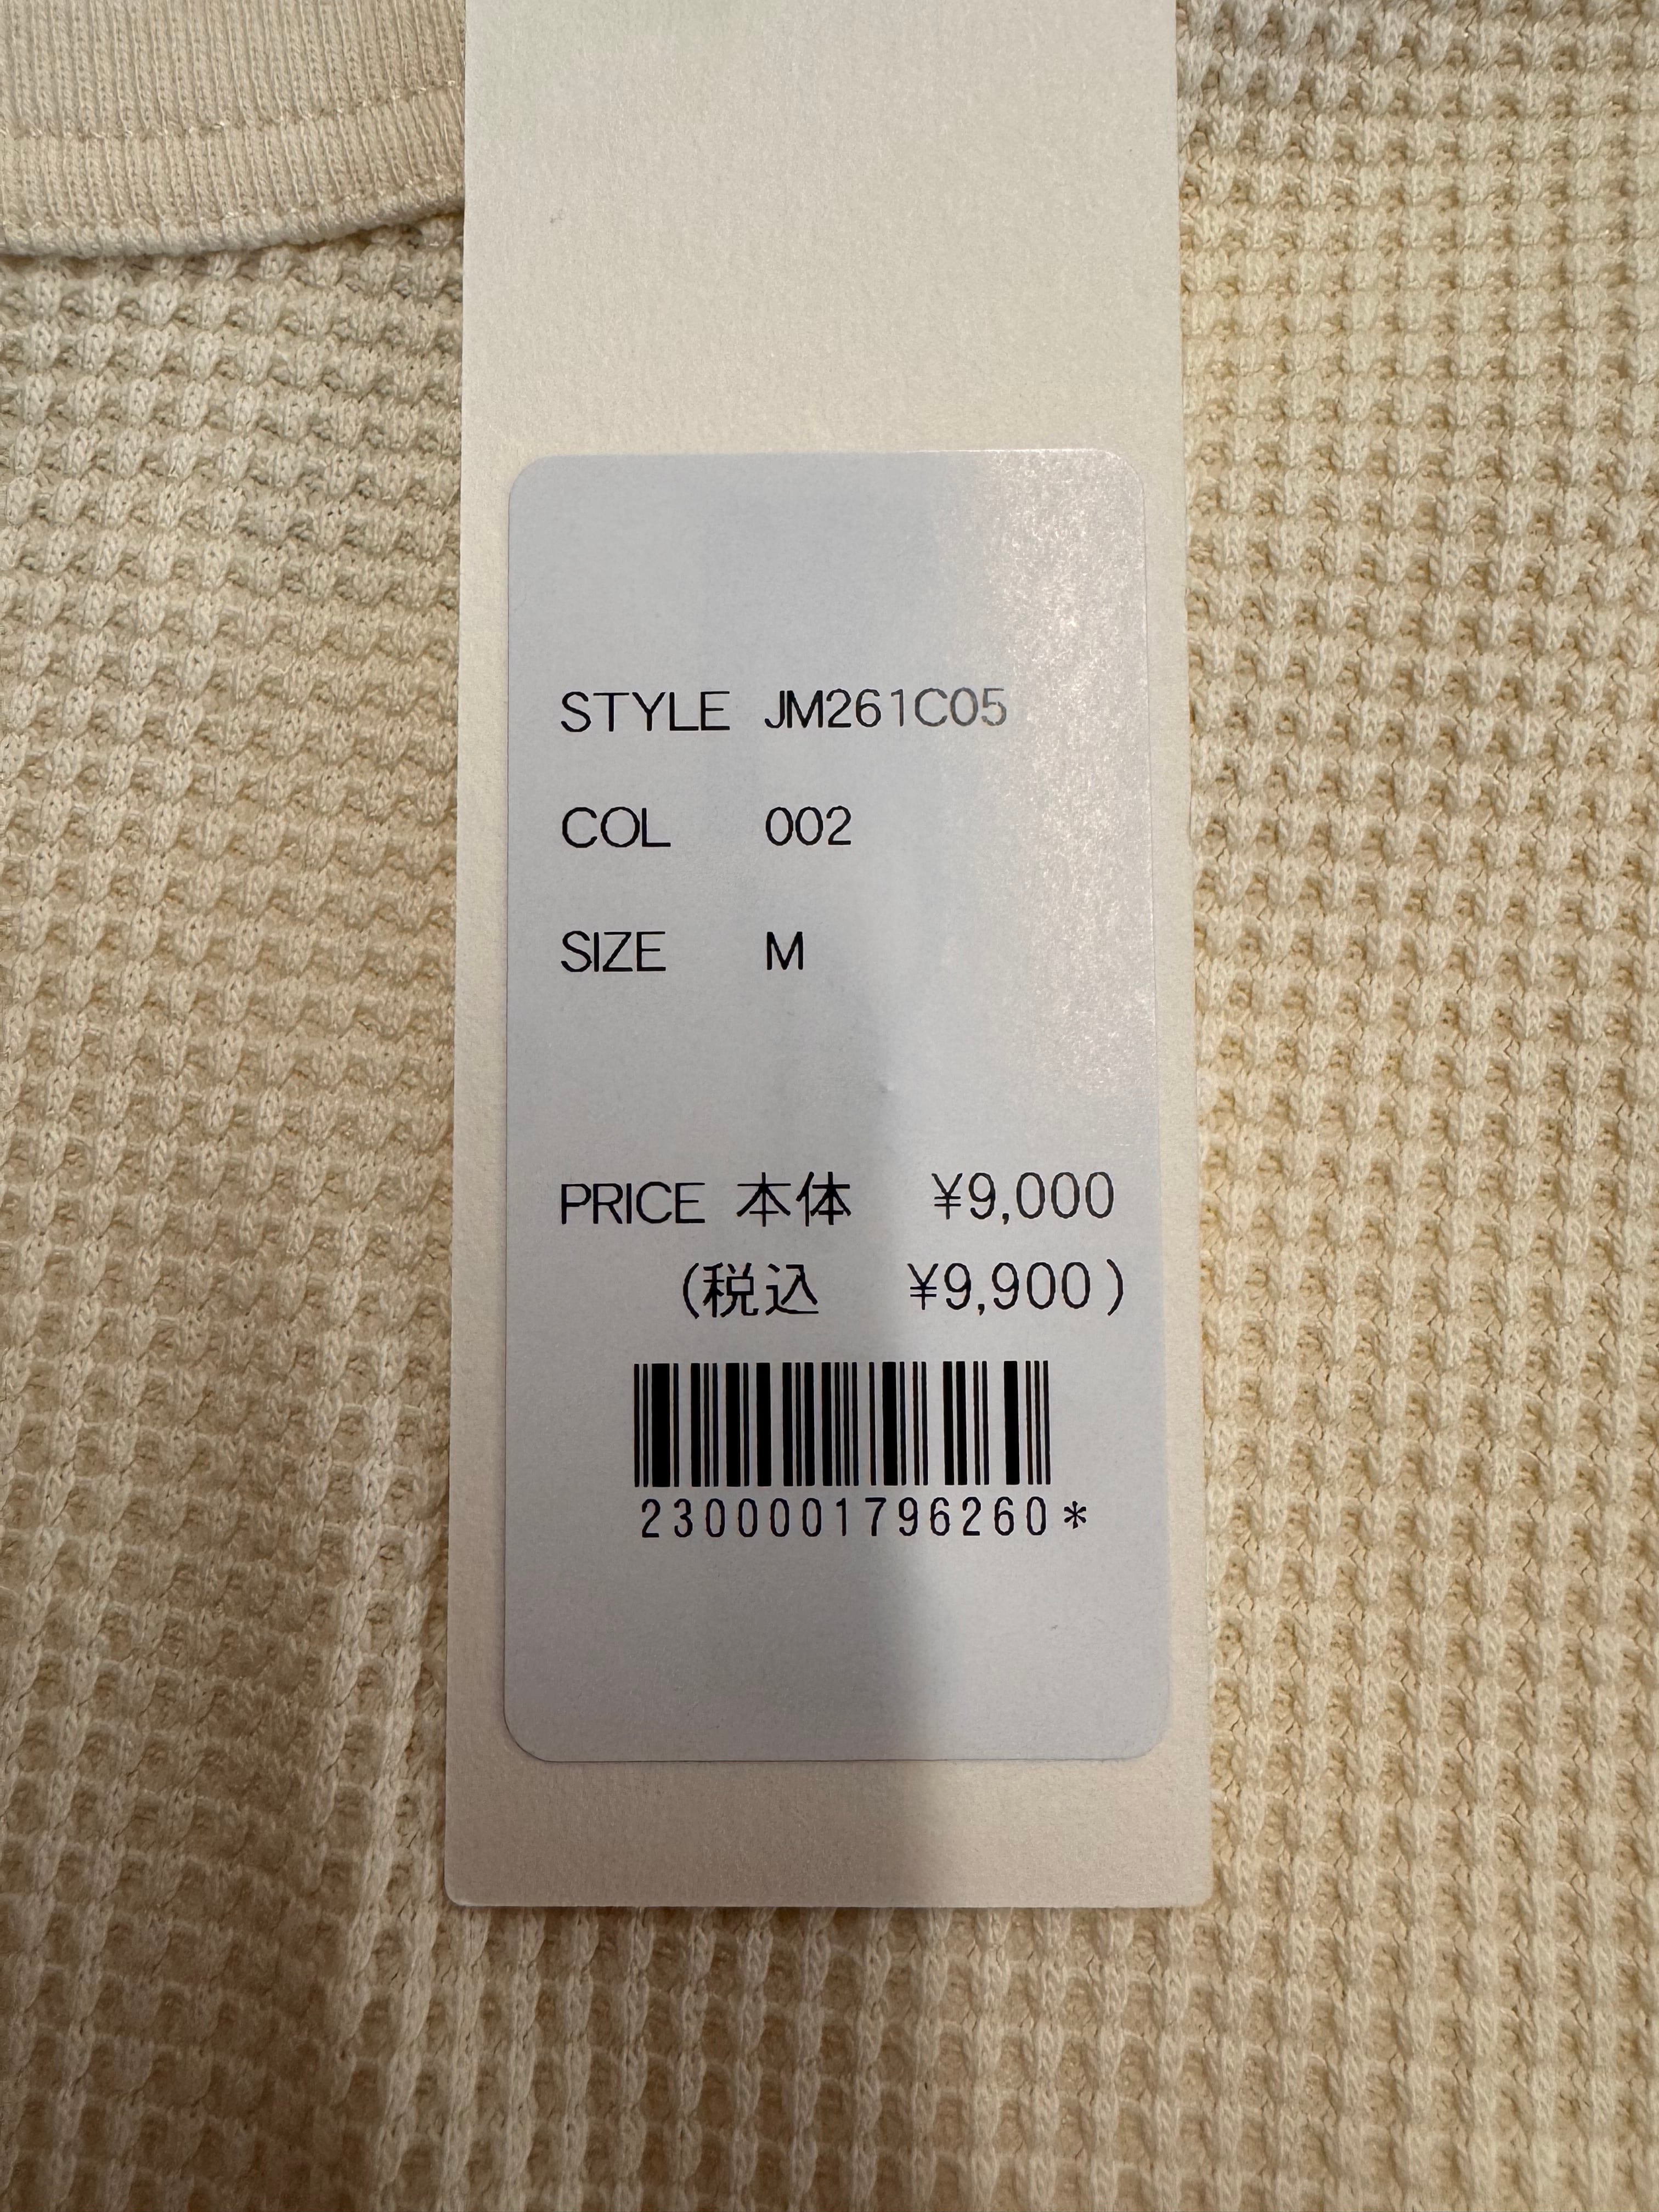 STYLE JM261C05
COL 002
SIZE M
PRICE 本体 ¥9,000
(税込 ¥9,900)
2300001796260*